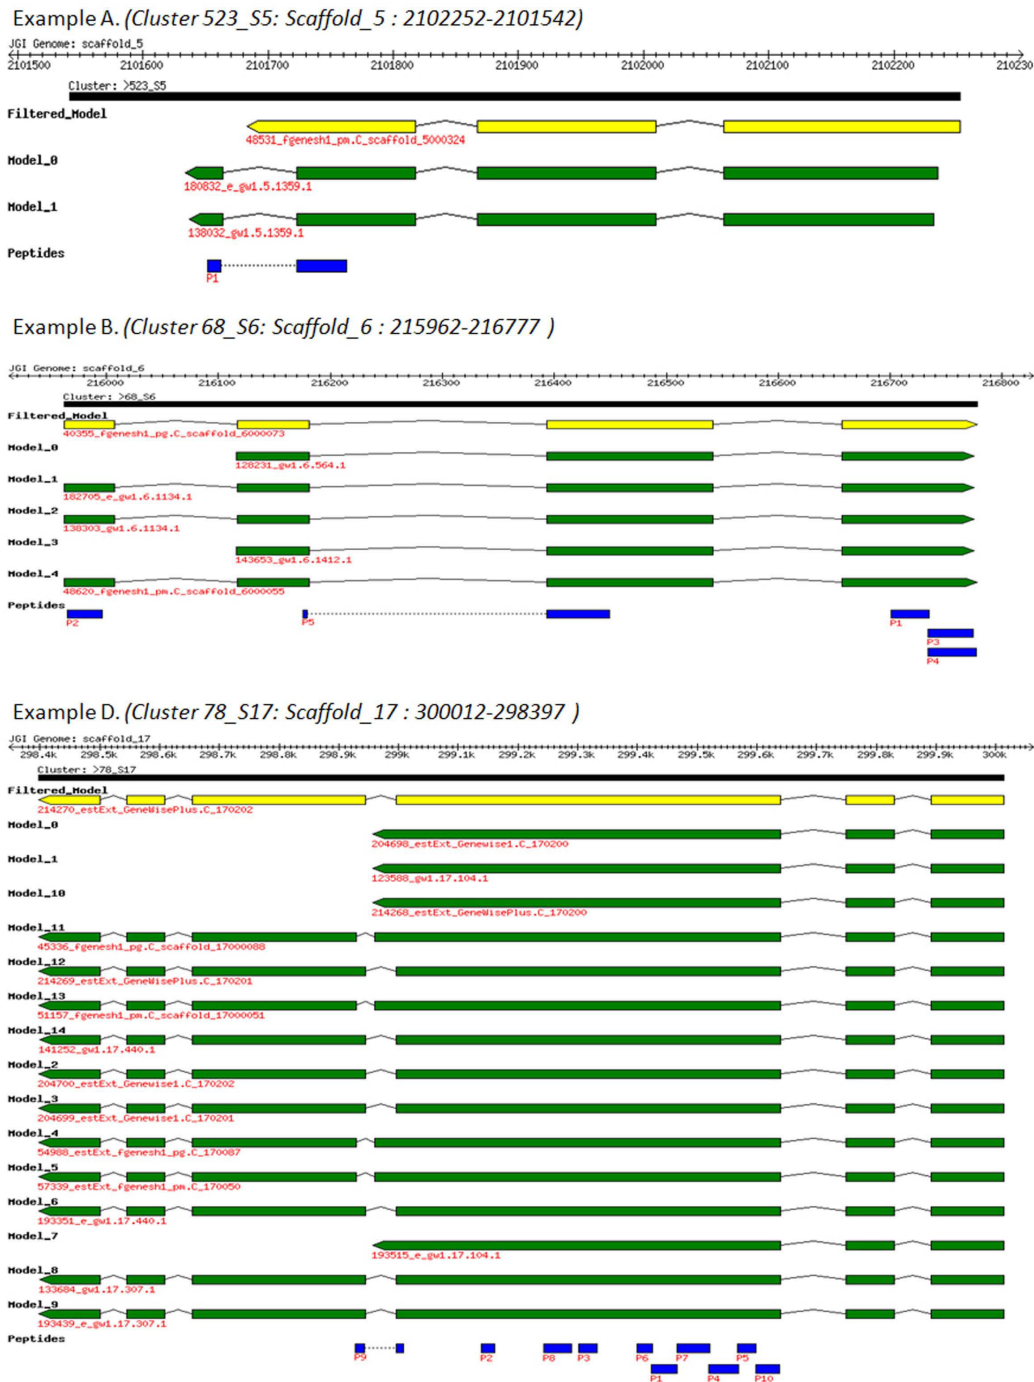 Example A. (Cluster 523_S5: Scaffold_5 : 2102252-2101542)
JGI Genome: scaffold_5
2101500 2101600 2101700 2101800 2101900 2102000 2102100 2102200 210230
Cluster: >523_S5
Filtered_Model
48531_fgenesh1_pm.C_scaffold_5000324
Model_0
180832_e_gw1.5.1359.1
Model_1
138032_gw1.5.1359.1
Peptides
P1
Example B. (Cluster 68_S6: Scaffold_6 : 215962-216777 )
JGI Genome: scaffold_6
216000 216100 216200 216300 216400 216500 216600 216700 216800
Cluster: >68_S6
Filtered_Model
40355_fgenesh1_pg.C_scaffold_6000073
Model_0
128231_gw1.6.564.1
Model_1
182705_e_gw1.6.1134.1
Model_2
138303_gw1.6.1134.1
Model_3
143653_gw1.6.1412.1
Model_4
48620_fgenesh1_pm.C_scaffold_6000055
Peptides
P2 P5 P1
P3
P4
Example D. (Cluster 78_S17: Scaffold_17 : 300012-298397 )
JGI Genome: scaffold_17
298.4k 298.5k 298.6k 298.7k 298.8k 298.9k 299k 299.1k 299.2k 299.3k 299.4k 299.5k 299.6k 299.7k 299.8k 299.9k 300k
Cluster: >78_S17
Filtered_Model
214270_estExt_GeneWisePlus.C_170202
Model_0
204698_estExt_Genewise1.C_170200
Model_1
123588_gw1.17.104.1
Model_10
214268_estExt_GeneWisePlus.C_170200
Model_11
45336_fgenesh1_pg.C_scaffold_17000088
Model_12
214269_estExt_GeneWisePlus.C_170201
Model_13
51157_fgenesh1_pm.C_scaffold_17000051
Model_14
141252_gw1.17.440.1
Model_2
204700_estExt_Genewise1.C_170202
Model_3
204699_estExt_Genewise1.C_170201
Model_4
54988_estExt_fgenesh1_pg.C_170087
Model_5
57339_estExt_fgenesh1_pm.C_170050
Model_6
193351_e_gw1.17.440.1
Model_7
193515_e_gw1.17.104.1
Model_8
133684_gw1.17.307.1
Model_9
193439_e_gw1.17.307.1
Peptides
P9 P2 P8 P3 P6 P7 P5
P1 P4 P10